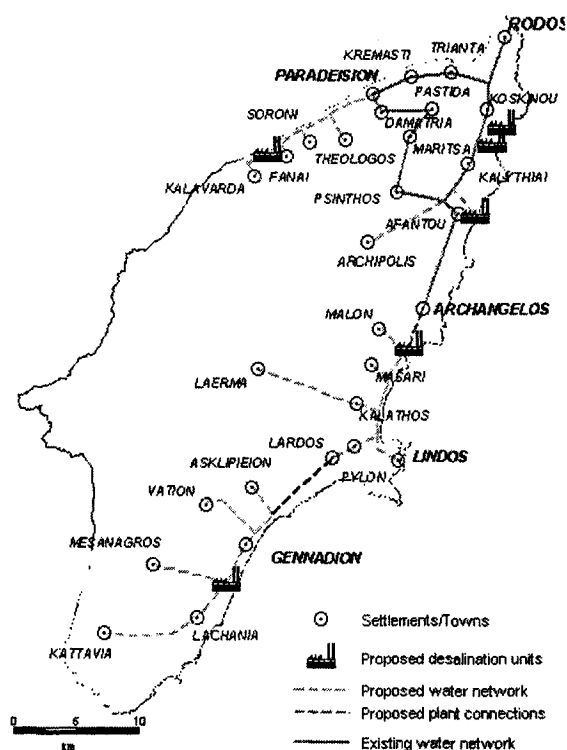 RODOS
TRIANTA
KREMASTI
PARADEISION
PASTIDA
KOSKINOU
SORONI
DAMATRIA
MARITSA
THEOLOGOS
KALYTHIAI
FANAI
KALAVARDA
PSINTHOS
AFANTOU
ARCHIPOLIS
ARCHANGELOS
MALON
MASARI
LAERMA
KALATHOS
LARDOS
LINDOS
ASKLIPIEION
PYLON
VATION
MESANAGROS
GENNADION
LACHANIA
KATTAVIA
Settlements/Towns
Proposed desalination units
Proposed water network
Proposed plant connections
Existing water network
0 6 10
km